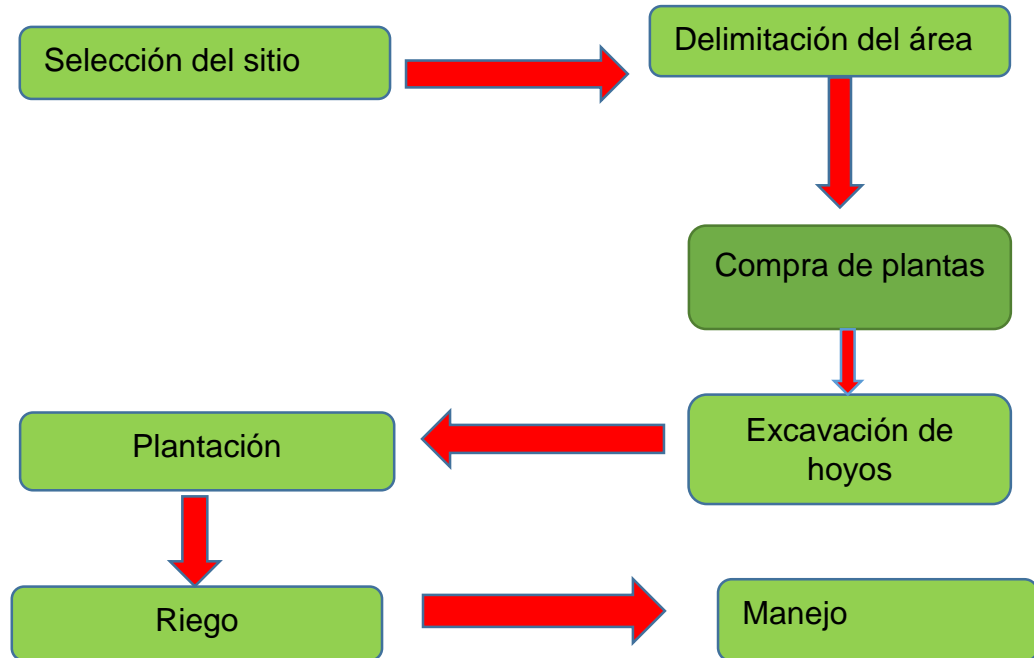 Selección del sitio
Delimitación del área
Compra de plantas
Excavación de
hoyos
Plantación
Riego
Manejo